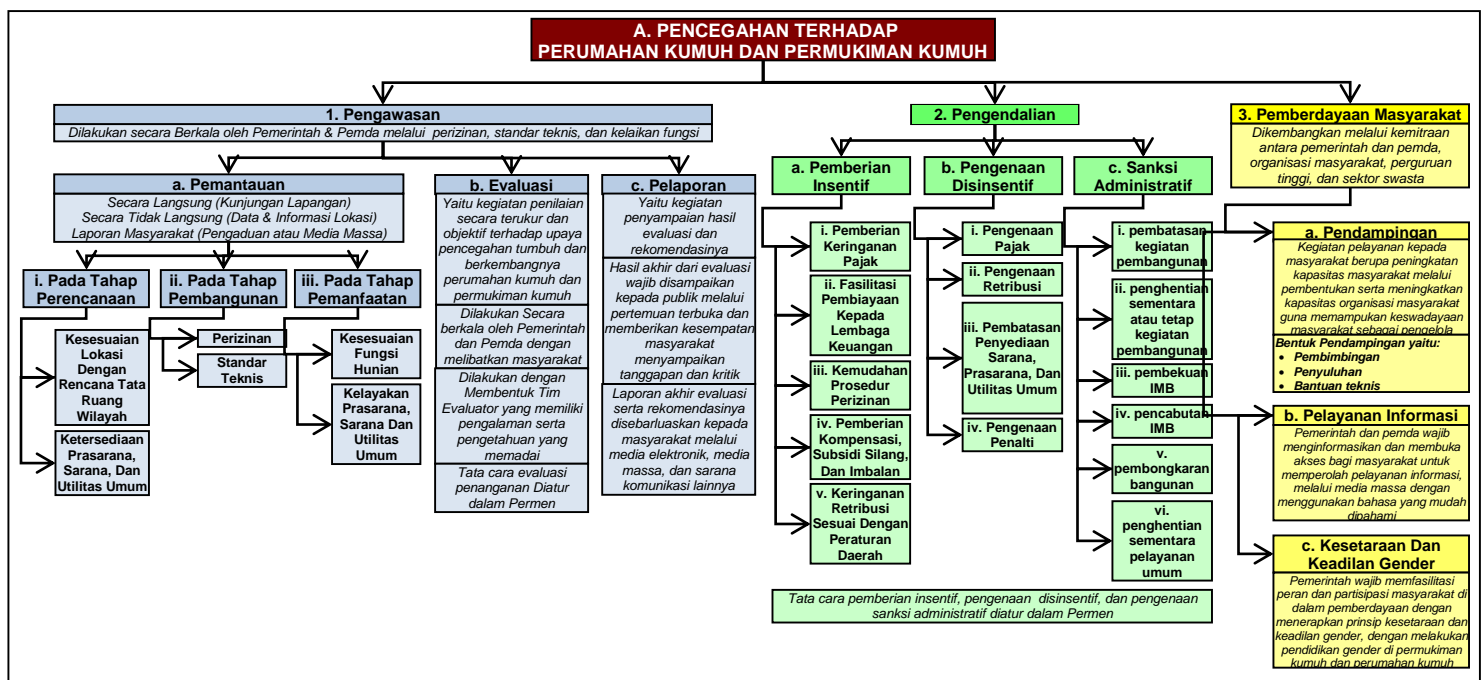 A. PENCEGAHAN TERHADAP
PERUMAHAN KUMUH DAN PERMUKIMAN KUMUH
1. Pengawasan
Dilakukan secara Berkala oleh Pemerintah & Pemda melalui perizinan, standar teknis, dan kelaikan fungsi
a. Pemantauan
Secara Langsung (Kunjungan Lapangan)
Secara Tidak Langsung (Data & Informasi Lokasi)
Laporan Masyarakat (Pengaduan atau Media Massa)
i. Pada Tahap
Perencanaan
Kesesuaian
Lokasi
Dengan
Rencana Tata
Ruang
Wilayah
Ketersediaan
Prasarana,
Sarana, Dan
Utilitas Umum
ii. Pada Tahap
Pembangunan
Perizinan
Standar
Teknis
iii. Pada Tahap
Pemanfaatan
Kesesuaian
Fungsi
Hunian
Kelayakan
Prasarana,
Sarana Dan
Utilitas
Umum
b. Evaluasi
Yaitu kegiatan penilaian
secara terukur dan
objektif terhadap upaya
pencegahan tumbuh dan
berkembangnya
perumahan kumuh dan
permukiman kumuh
Dilakukan Secara
berkala oleh Pemerintah
dan Pemda dengan
melibatkan masyarakat
Dilakukan dengan
Membentuk Tim
Evaluator yang memiliki
pengalaman serta
pengetahuan yang
memadai
Tata cara evaluasi
penanganan Diatur
dalam Permen
c. Pelaporan
Yaitu kegiatan
penyampaian hasil
evaluasi dan
rekomendasinya
Hasil akhir dari evaluasi
wajib disampaikan
kepada publik melalui
pertemuan terbuka dan
memberikan kesempatan
masyarakat
menyampaikan
tanggapan dan kritik
Laporan akhir evaluasi
serta rekomendasinya
disebarluaskan kepada
masyarakat melalui
media elektronik, media
massa, dan sarana
komunikasi lainnya
2. Pengendalian
a. Pemberian
Insentif
i. Pemberian
Keringanan
Pajak
ii. Fasilitasi
Pembiayaan
Kepada
Lembaga
Keuangan
iii. Kemudahan
Prosedur
Perizinan
iv. Pemberian
Kompensasi,
Subsidi Silang,
Dan Imbalan
v. Keringanan
Retribusi
Sesuai Dengan
Peraturan
Daerah
b. Pengenaan
Disinsentif
i. Pengenaan
Pajak
ii. Pengenaan
Retribusi
iii. Pembatasan
Penyediaan
Sarana,
Prasarana, Dan
Utilitas Umum
iv. Pengenaan
Penalti
c. Sanksi
Administratif
i. pembatasan
kegiatan
pembangunan
ii. penghentian
sementara
atau tetap
kegiatan
pembangunan
iii. pembekuan
IMB
iv. pencabutan
IMB
v.
pembongkaran
bangunan
vi.
penghentian
sementara
pelayanan
umum
Tata cara pemberian insentif, pengenaan disinsentif, dan pengenaan
sanksi administratif diatur dalam Permen
3. Pemberdayaan Masyarakat
Dikembangkan melalui kemitraan
antara pemerintah dan pemda,
organisasi masyarakat, perguruan
tinggi, dan sektor swasta
a. Pendampingan
Kegiatan pelayanan kepada
masyarakat berupa peningkatan
kapasitas masyarakat melalui
pembentukan serta meningkatkan
kapasitas organisasi masyarakat
guna memampukan keswadayaan
masyarakat sebagai pengelola
Bentuk Pendampingan yaitu:
• Pembimbingan
• Penyuluhan
• Bantuan teknis
b. Pelayanan Informasi
Pemerintah dan pemda wajib
menginformasikan dan membuka
akses bagi masyarakat untuk
memperolah pelayanan informasi,
melalui media massa dengan
menggunakan bahasa yang mudah
dipahami
c. Kesetaraan Dan
Keadilan Gender
Pemerintah wajib memfasilitasi
peran dan partisipasi masyarakat di
dalam pemberdayaan dengan
menerapkan prinsip kesetaraan dan
keadilan gender, dengan melakukan
pendidikan gender di permukiman
kumuh dan perumahan kumuh